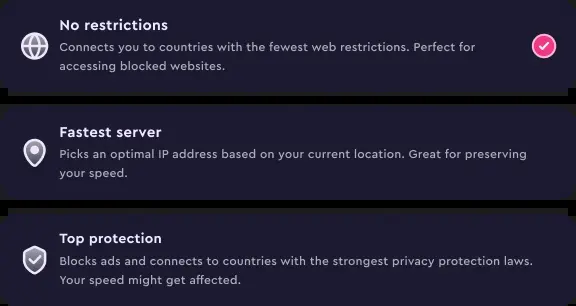 No restrictions
Connects you to countries with the fewest web restrictions. Perfect for
accessing blocked websites.
Fastest server
Picks an optimal IP address based on your current location. Great for preserving
your speed.
Top protection
Blocks ads and connects to countries with the strongest privacy protection laws.
Your speed might get affected.